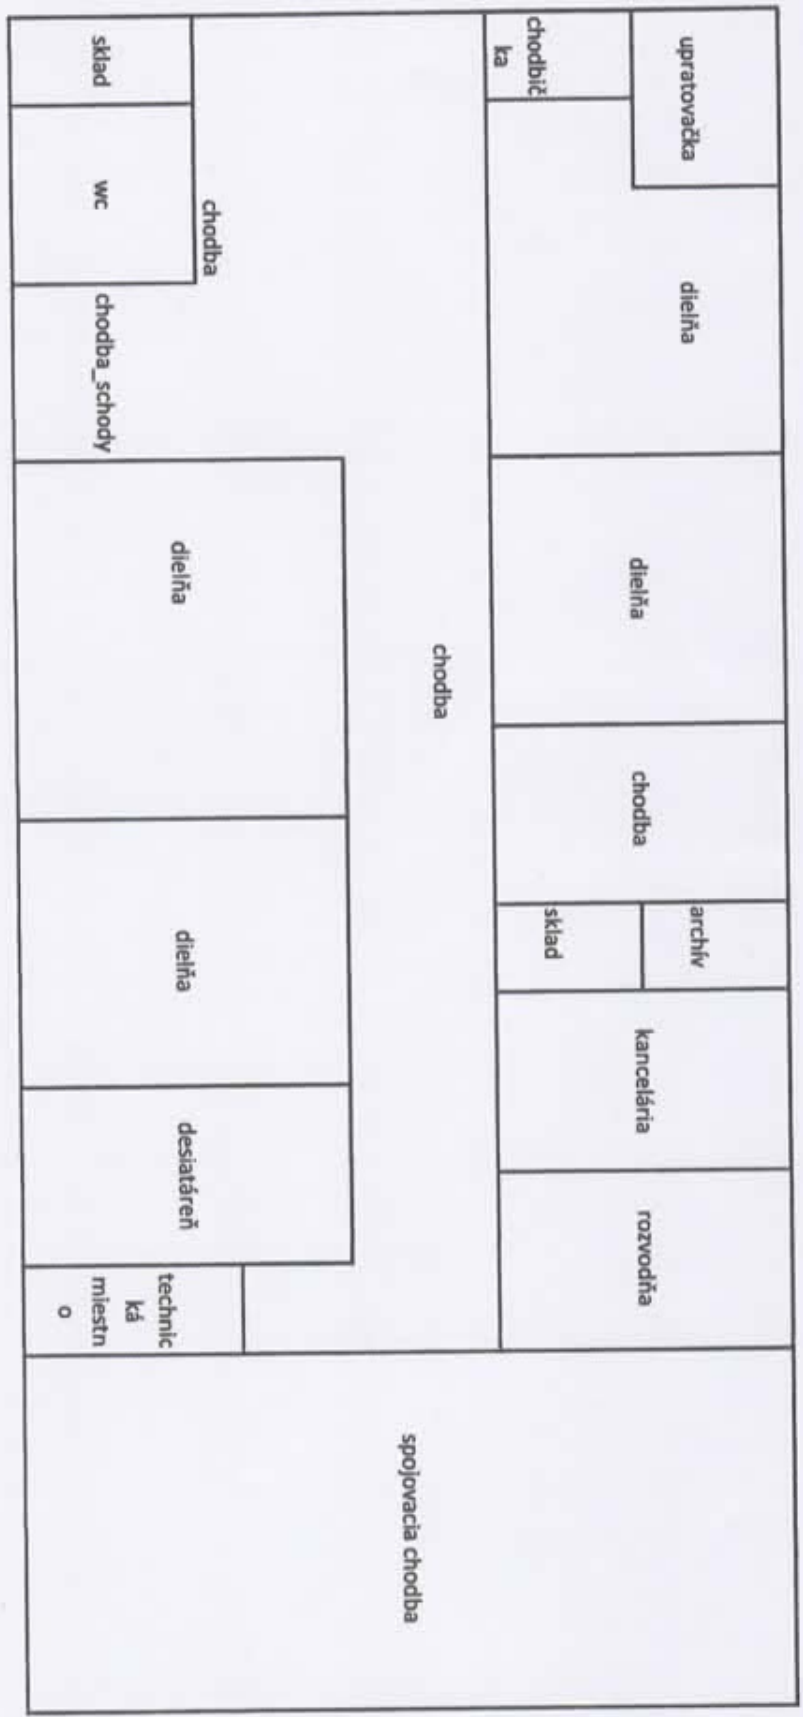 upratovačka
dielňa
dielňa
chodba
archív
kancelária
rozvodňa
chodbič
ka
sklad
chodba
spojovacia chodba
chodba
sklad
wc
chodba_schody
dielňa
dielňa
desiatáreň
technic
ká
miestn
o